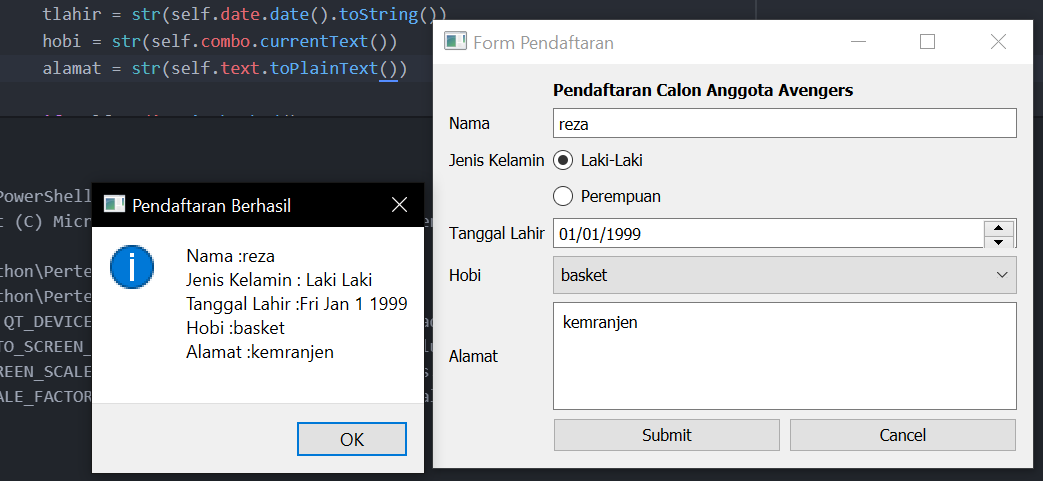 tlahir = str(self.date.date().toString())
hobi = str(self.combo.currentText())
alamat = str(self.text.toPlainText())
PowerShell
t (C) Micr
thon\Perte
thon\Perte
QT_DEVICE
TO_SCREEN_
REEN_SCALE
ALE_FACTOR
Pendaftaran Berhasil
Nama :reza
Jenis Kelamin : Laki Laki
Tanggal Lahir :Fri Jan 1 1999
Hobi :basket
Alamat :kemranjen
OK
Form Pendaftaran
Pendaftaran Calon Anggota Avengers
Nama
reza
Jenis Kelamin
Laki-Laki
Perempuan
Tanggal Lahir
01/01/1999
Hobi
basket
Alamat
kemranjen
Submit
Cancel